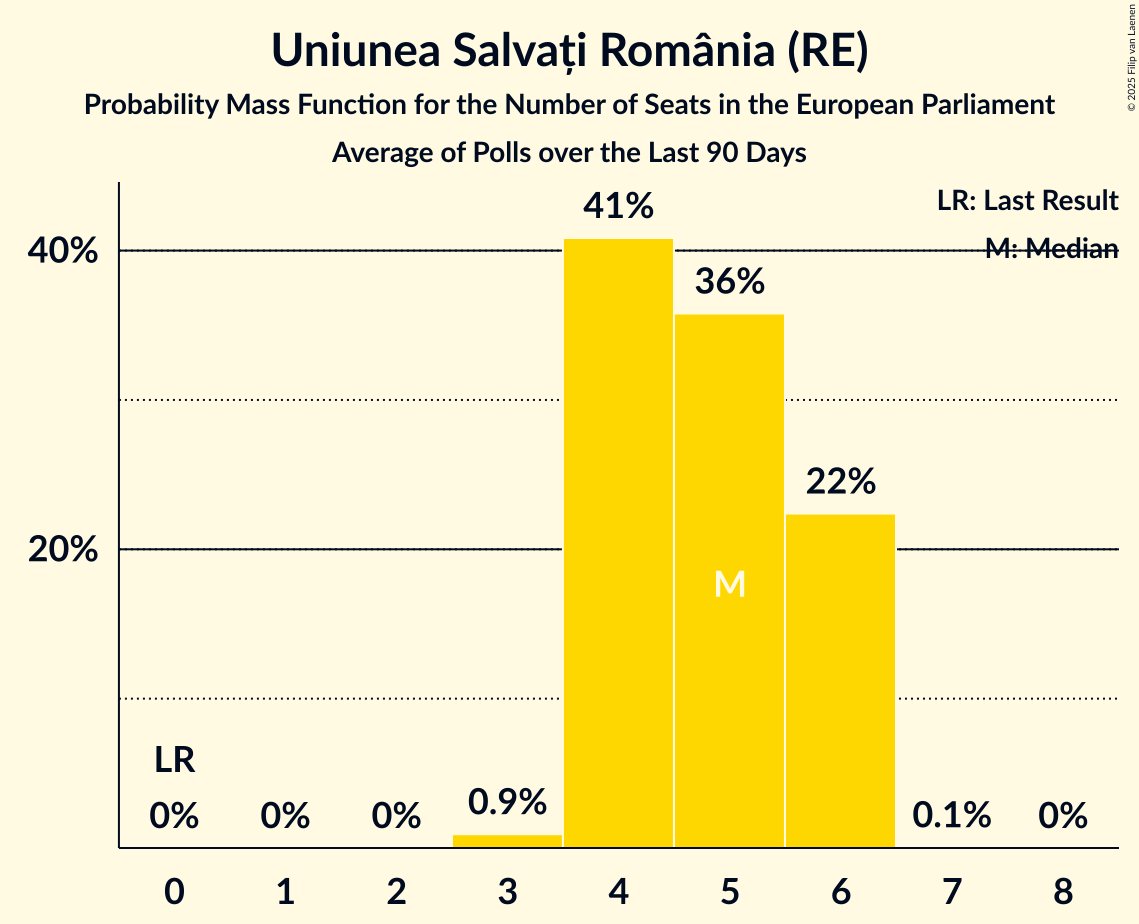 Uniunea Salvați România (RE)
Probability Mass Function for the Number of Seats in the European Parliament
Average of Polls over the Last 90 Days
© 2025 Filip van Laenen
LR: Last Result
M: Median
40%
20%
41%
36%
22%
M
LR
0%
0%
0%
0.9%
0.1%
0%
0 1 2 3 4 5 6 7 8